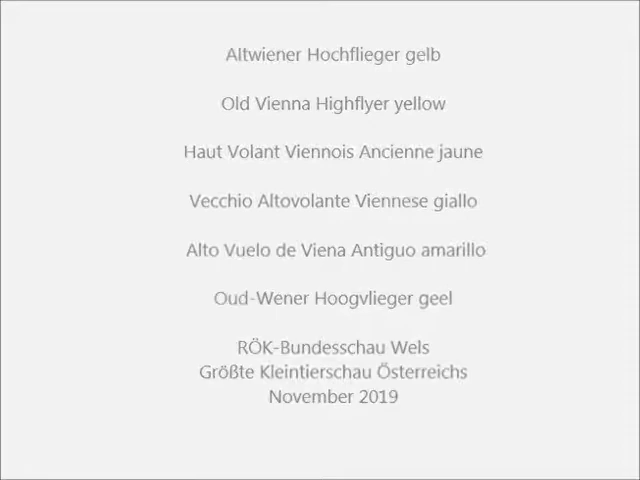 Altwiener Hochflieger gelb
Old Vienna Highflyer yellow
Haut Volant Viennois Ancienne jaune
Vecchio Altovolante Viennese giallo
Alto Vuelo de Viena Antiguo amarillo
Oud-Wener Hoogvlieger geel
RÖK-Bundesschau Wels
Größte Kleintierschau Österreichs
November 2019